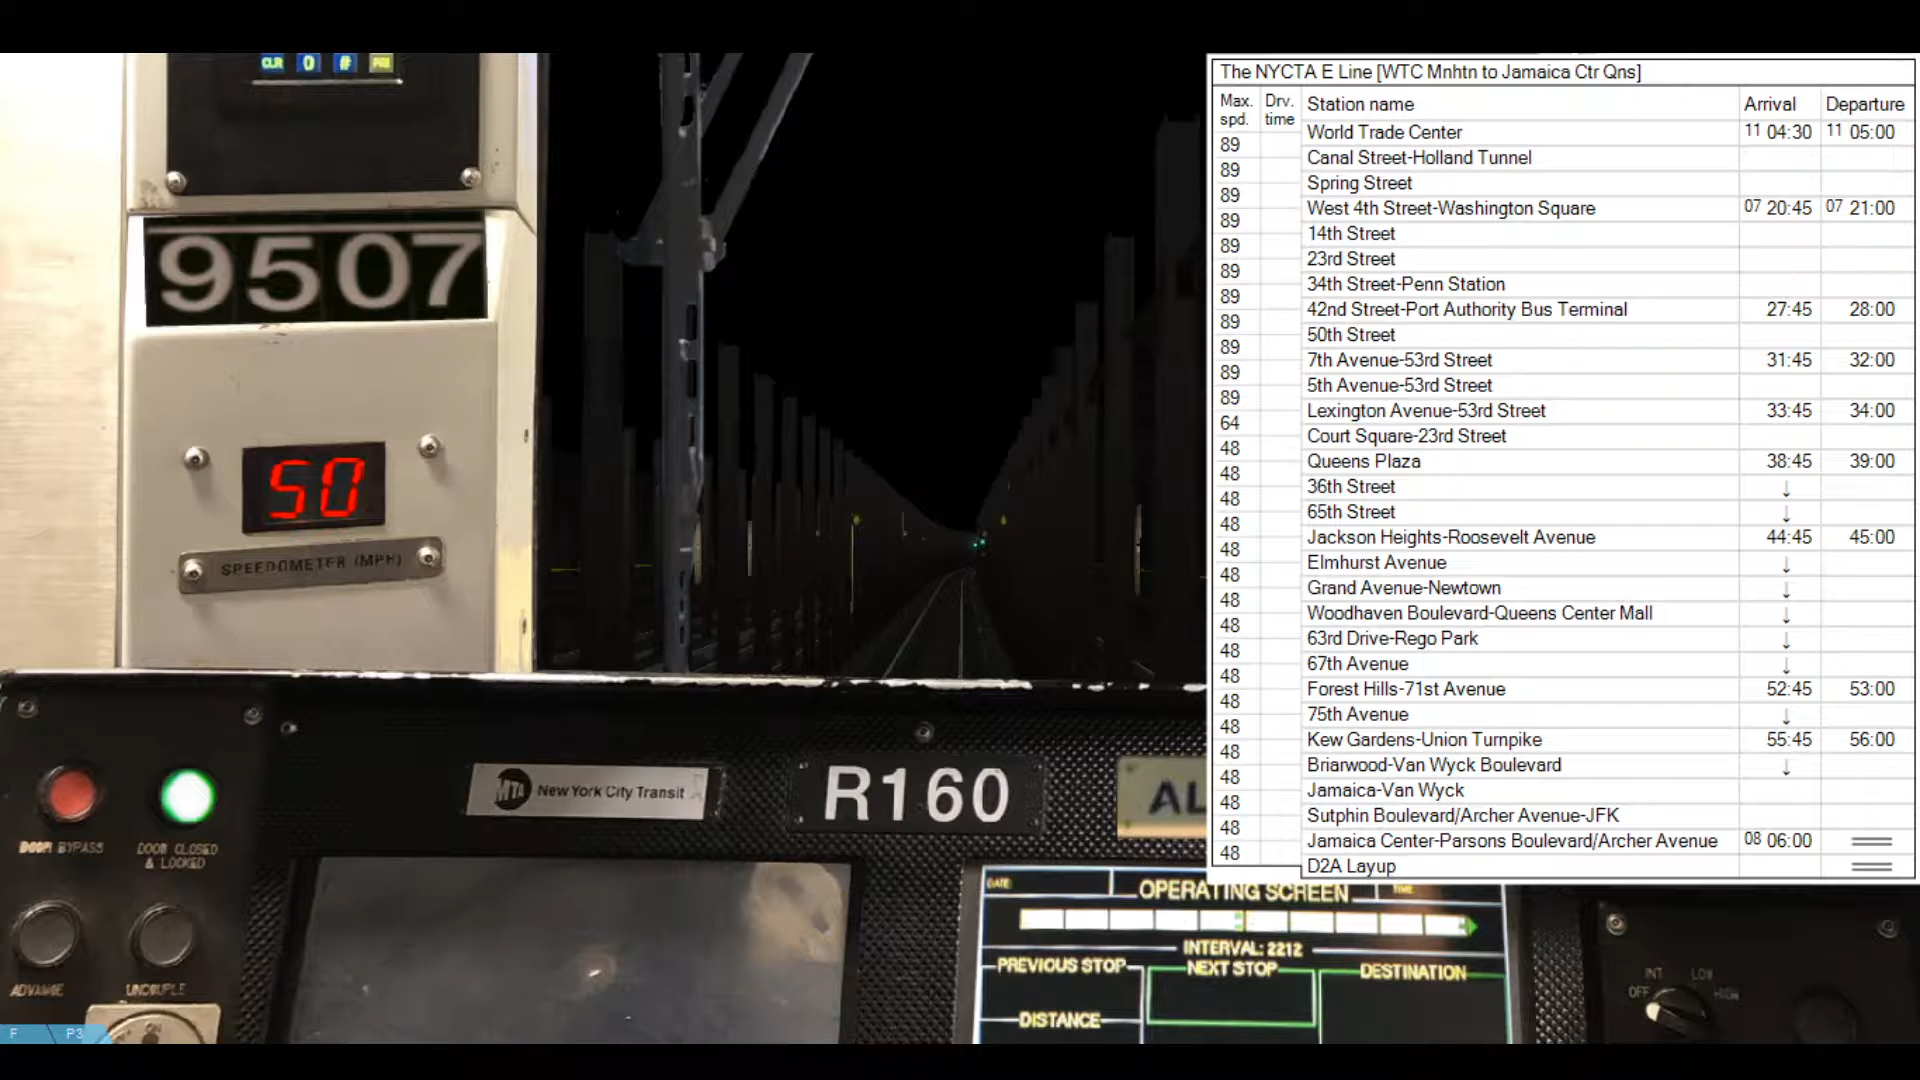 CLR 0 # PRE
9507
50
SPEEDOMETER (MPH)
MTA New York City Transit
R160
AL
DOOR BYPASS
DOOR CLOSED
& LOCKED
ADVANCE
UNCOUPLE
ON
F P3
DATE
OPERATING SCREEN
TIME
INTERVAL: 2212
PREVIOUS STOP
NEXT STOP
DESTINATION
DISTANCE
OFF INT LOW HIGH
The NYCTA E Line [WTC Mnhtn to Jamaica Ctr Qns]
Max. spd. Drv. time Station name Arrival Departure
World Trade Center 11 04:30 11 05:00
89
Canal Street-Holland Tunnel
89
Spring Street
89
West 4th Street-Washington Square 07 20:45 07 21:00
89
14th Street
89
23rd Street
89
34th Street-Penn Station
89
42nd Street-Port Authority Bus Terminal 27:45 28:00
89
50th Street
89
7th Avenue-53rd Street 31:45 32:00
89
5th Avenue-53rd Street
89
Lexington Avenue-53rd Street 33:45 34:00
64
Court Square-23rd Street
48
Queens Plaza 38:45 39:00
48
36th Street ↓
48
65th Street ↓
48
Jackson Heights-Roosevelt Avenue 44:45 45:00
48
Elmhurst Avenue ↓
48
Grand Avenue-Newtown ↓
48
Woodhaven Boulevard-Queens Center Mall ↓
48
63rd Drive-Rego Park ↓
48
67th Avenue ↓
48
Forest Hills-71st Avenue 52:45 53:00
48
75th Avenue ↓
48
Kew Gardens-Union Turnpike 55:45 56:00
48
Briarwood-Van Wyck Boulevard ↓
48
Jamaica-Van Wyck
48
Sutphin Boulevard/Archer Avenue-JFK
48
Jamaica Center-Parsons Boulevard/Archer Avenue 08 06:00
48
D2A Layup